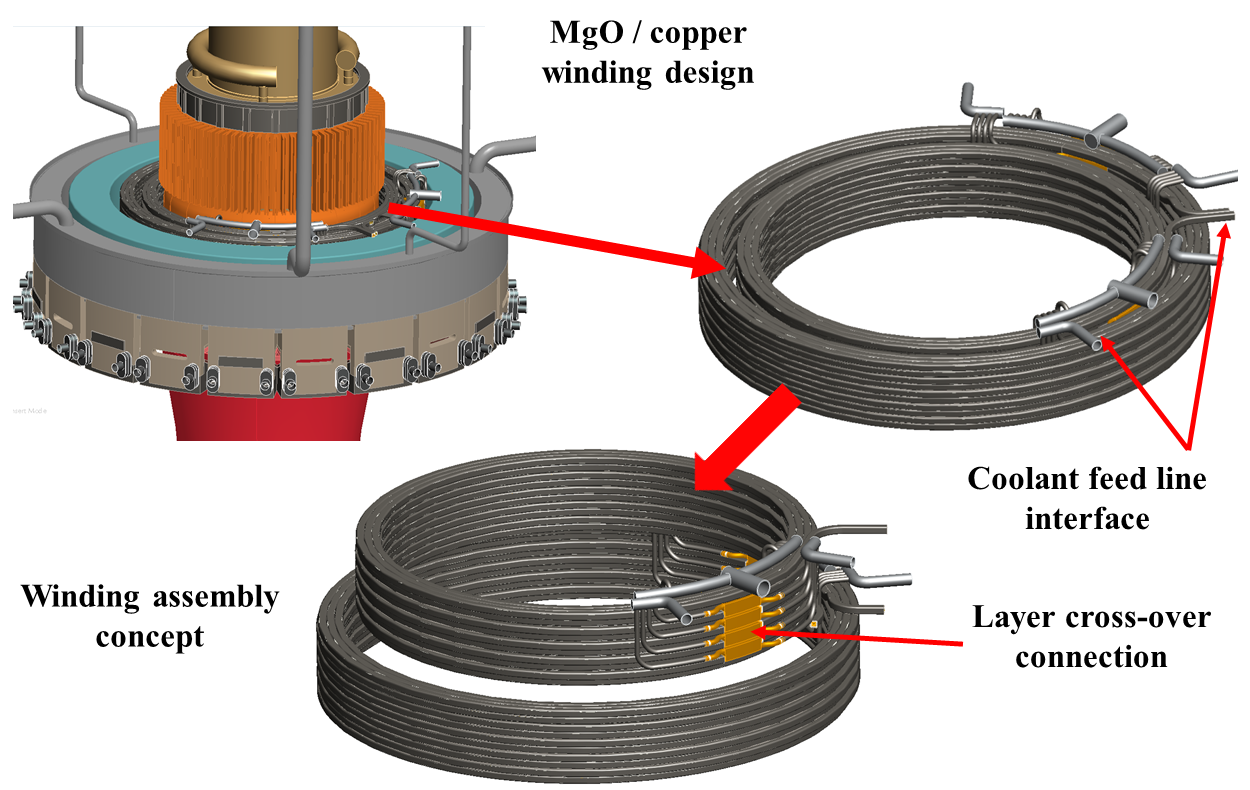 MgO / copper
winding design
Coolant feed line
interface
Winding assembly
concept
Layer cross-over
connection